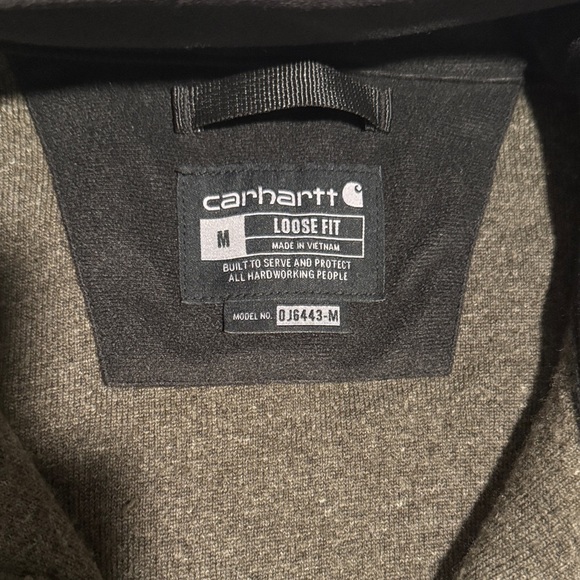 carhartt
M LOOSE FIT
MADE IN VIETNAM
BUILT TO SERVE AND PROTECT
ALL HARDWORKING PEOPLE
MODEL NO. OJ6443-M